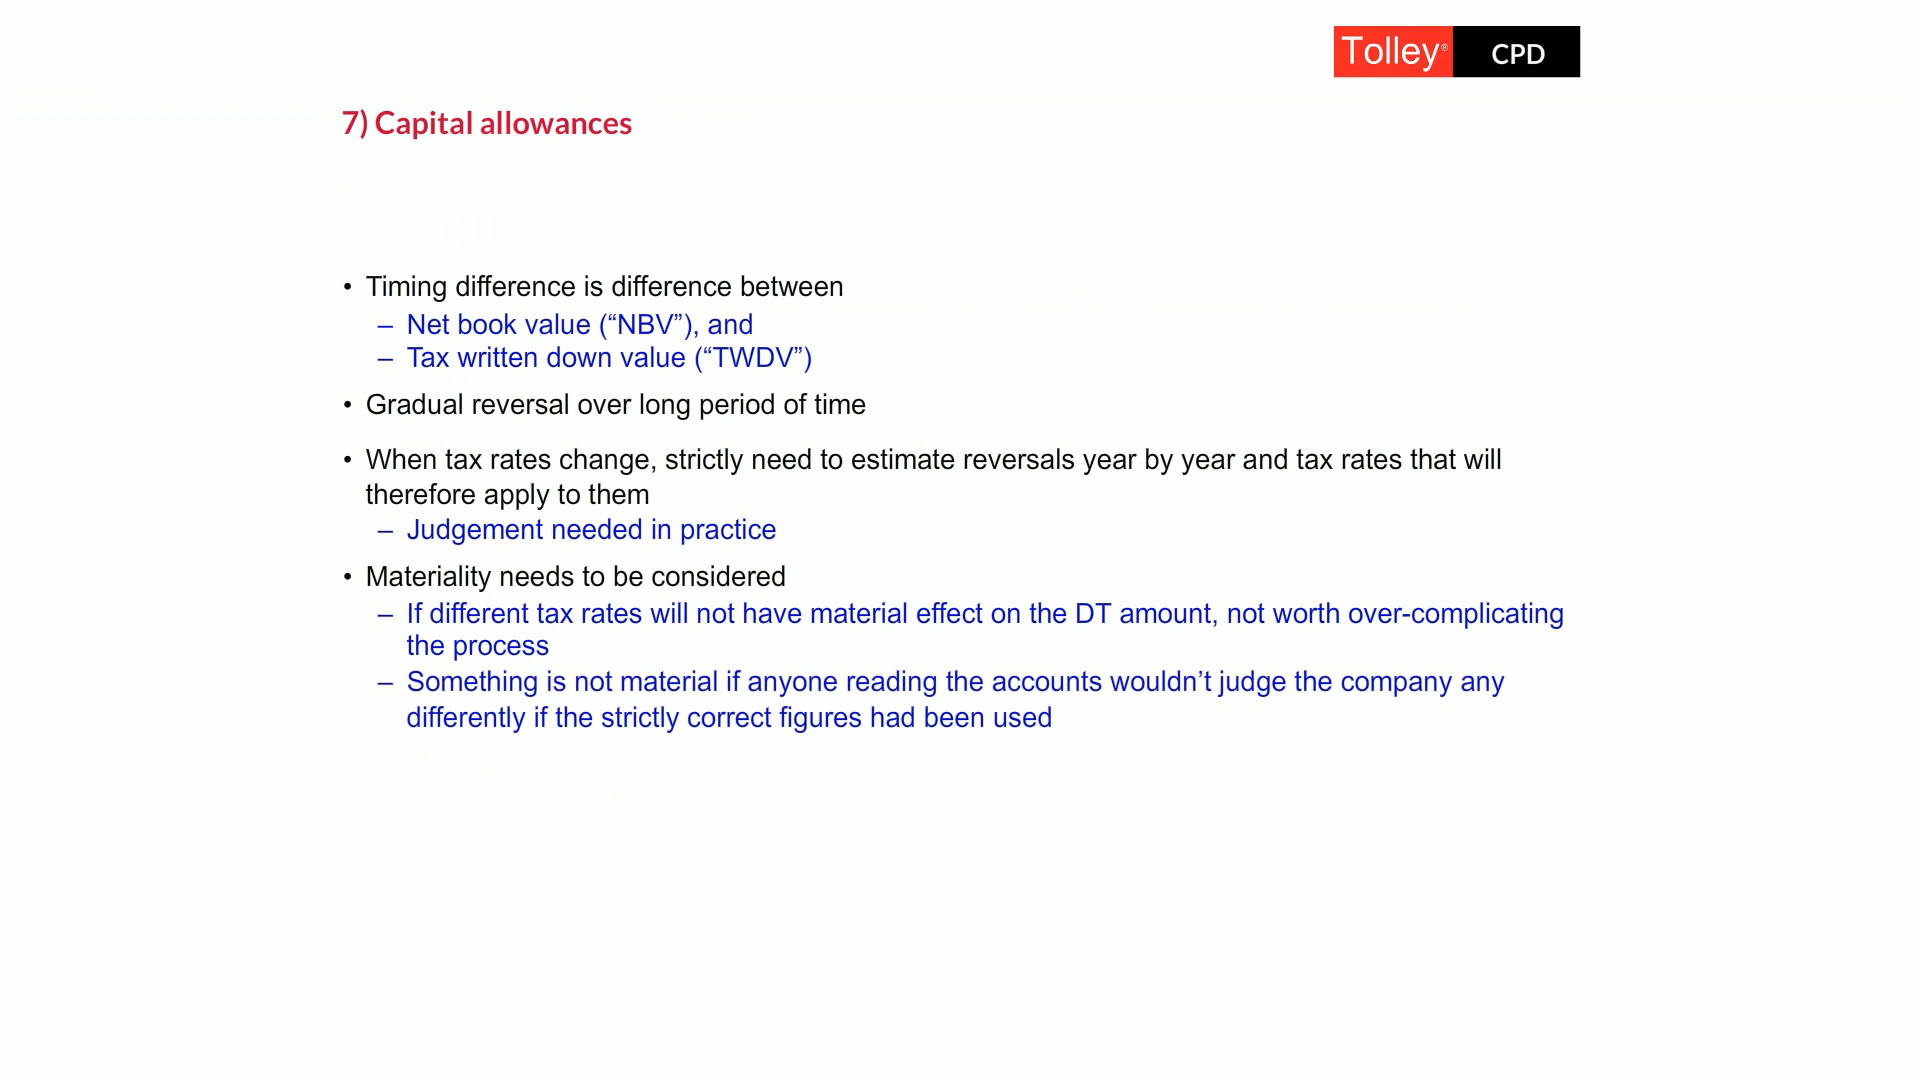 Tolley® CPD
7) Capital allowances
• Timing difference is difference between
– Net book value (“NBV”), and
– Tax written down value (“TWDV”)
• Gradual reversal over long period of time
• When tax rates change, strictly need to estimate reversals year by year and tax rates that will
therefore apply to them
– Judgement needed in practice
• Materiality needs to be considered
– If different tax rates will not have material effect on the DT amount, not worth over-complicating
the process
– Something is not material if anyone reading the accounts wouldn’t judge the company any
differently if the strictly correct figures had been used